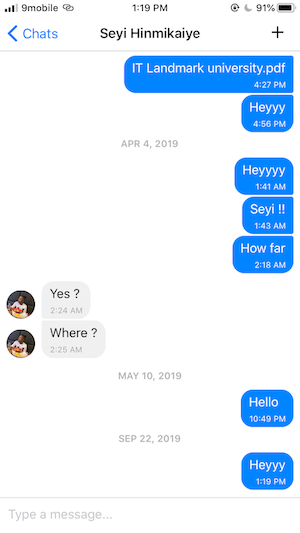 9mobile 1:19 PM 91%
Chats Seyi Hinmikaiye +
IT Landmark university.pdf
4:27 PM
Heyyy
4:56 PM
APR 4, 2019
Heyyyy
1:41 AM
Seyi !!
1:43 AM
How far
2:18 AM
Yes ?
2:24 AM
Where ?
2:25 AM
MAY 10, 2019
Hello
10:49 PM
SEP 22, 2019
Heyyy
1:19 PM
Type a message...